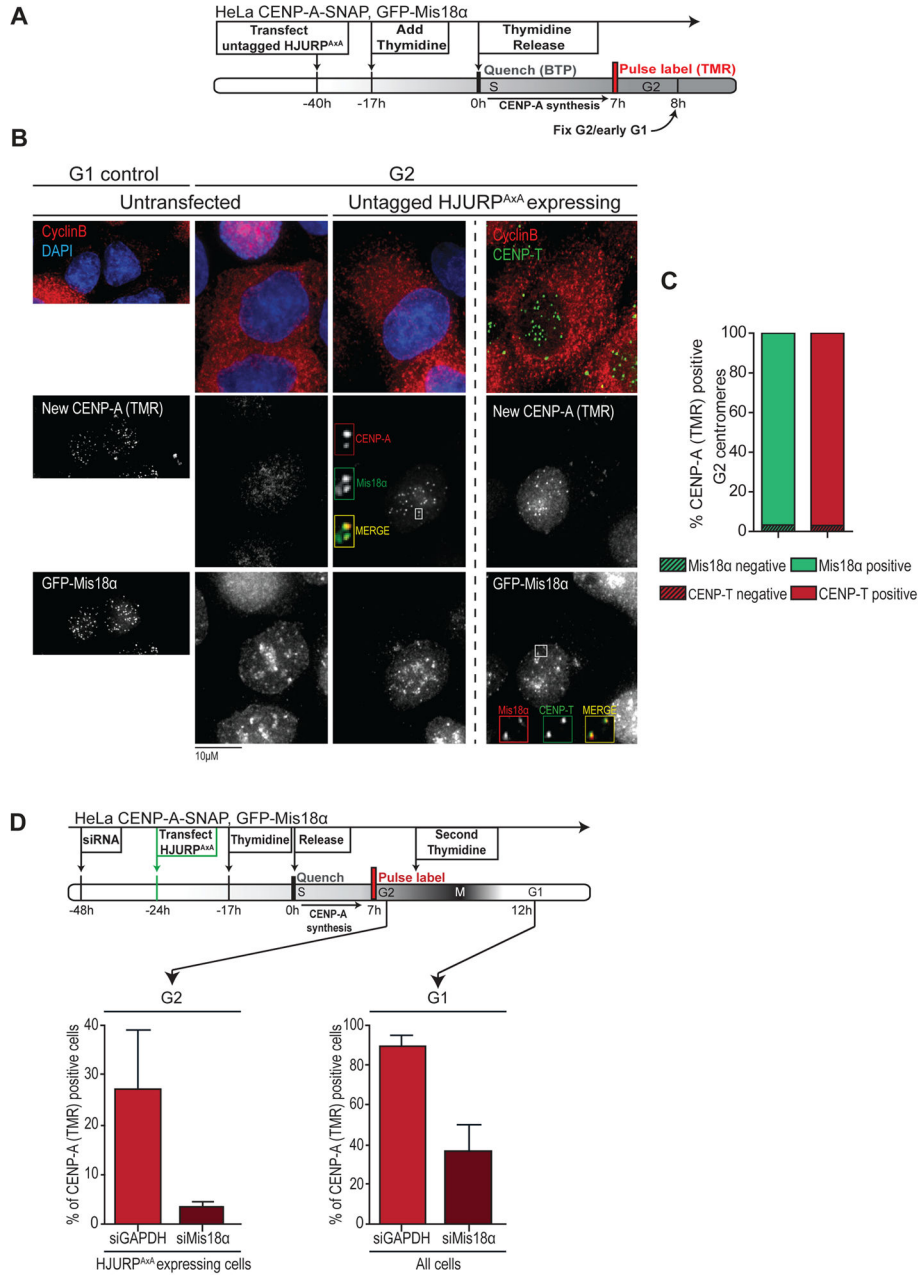 A
HeLa CENP-A-SNAP, GFP-Mis18α
Transfect
untagged HJURPAxA
Add
Thymidine
Thymidine
Release
Quench (BTP)
Pulse label (TMR)
S
G2
-40h
-17h
0h
CENP-A synthesis
7h
8h
Fix G2/early G1
B
G1 control
G2
Untransfected
Untagged HJURPAxA expressing
CyclinB
DAPI
CyclinB
CENP-T
New CENP-A (TMR)
CENP-A
Mis18α
MERGE
New CENP-A (TMR)
GFP-Mis18α
GFP-Mis18α
Mis18α
CENP-T
MERGE
10µM
C
% CENP-A (TMR) positive
G2 centromeres
100
80
60
40
20
0
Mis18α negative
Mis18α positive
CENP-T negative
CENP-T positive
D
HeLa CENP-A-SNAP, GFP-Mis18α
siRNA
Transfect
HJURPAxA
Thymidine
Release
Second
Thymidine
Quench
Pulse label
S
G2
M
G1
-48h
-24h
-17h
0h
CENP-A
synthesis
7h
12h
G2
% of CENP-A (TMR) positive cells
40
30
20
10
0
siGAPDH
siMis18α
HJURPAxA expressing cells
G1
% of CENP-A (TMR) positive cells
100
80
60
40
20
0
siGAPDH
siMis18α
All cells